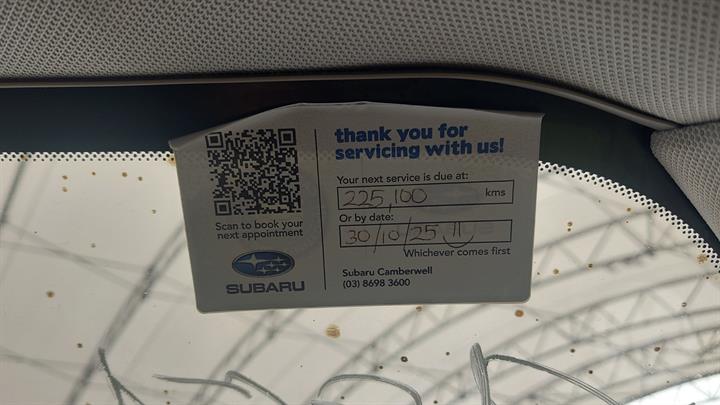 thank you for
servicing with us!
Your next service is due at:
225,100 kms
Or by date:
30/10/25
Whichever comes first
Subaru Camberwell
(03) 8698 3600
Scan to book your
next appointment
SUBARU